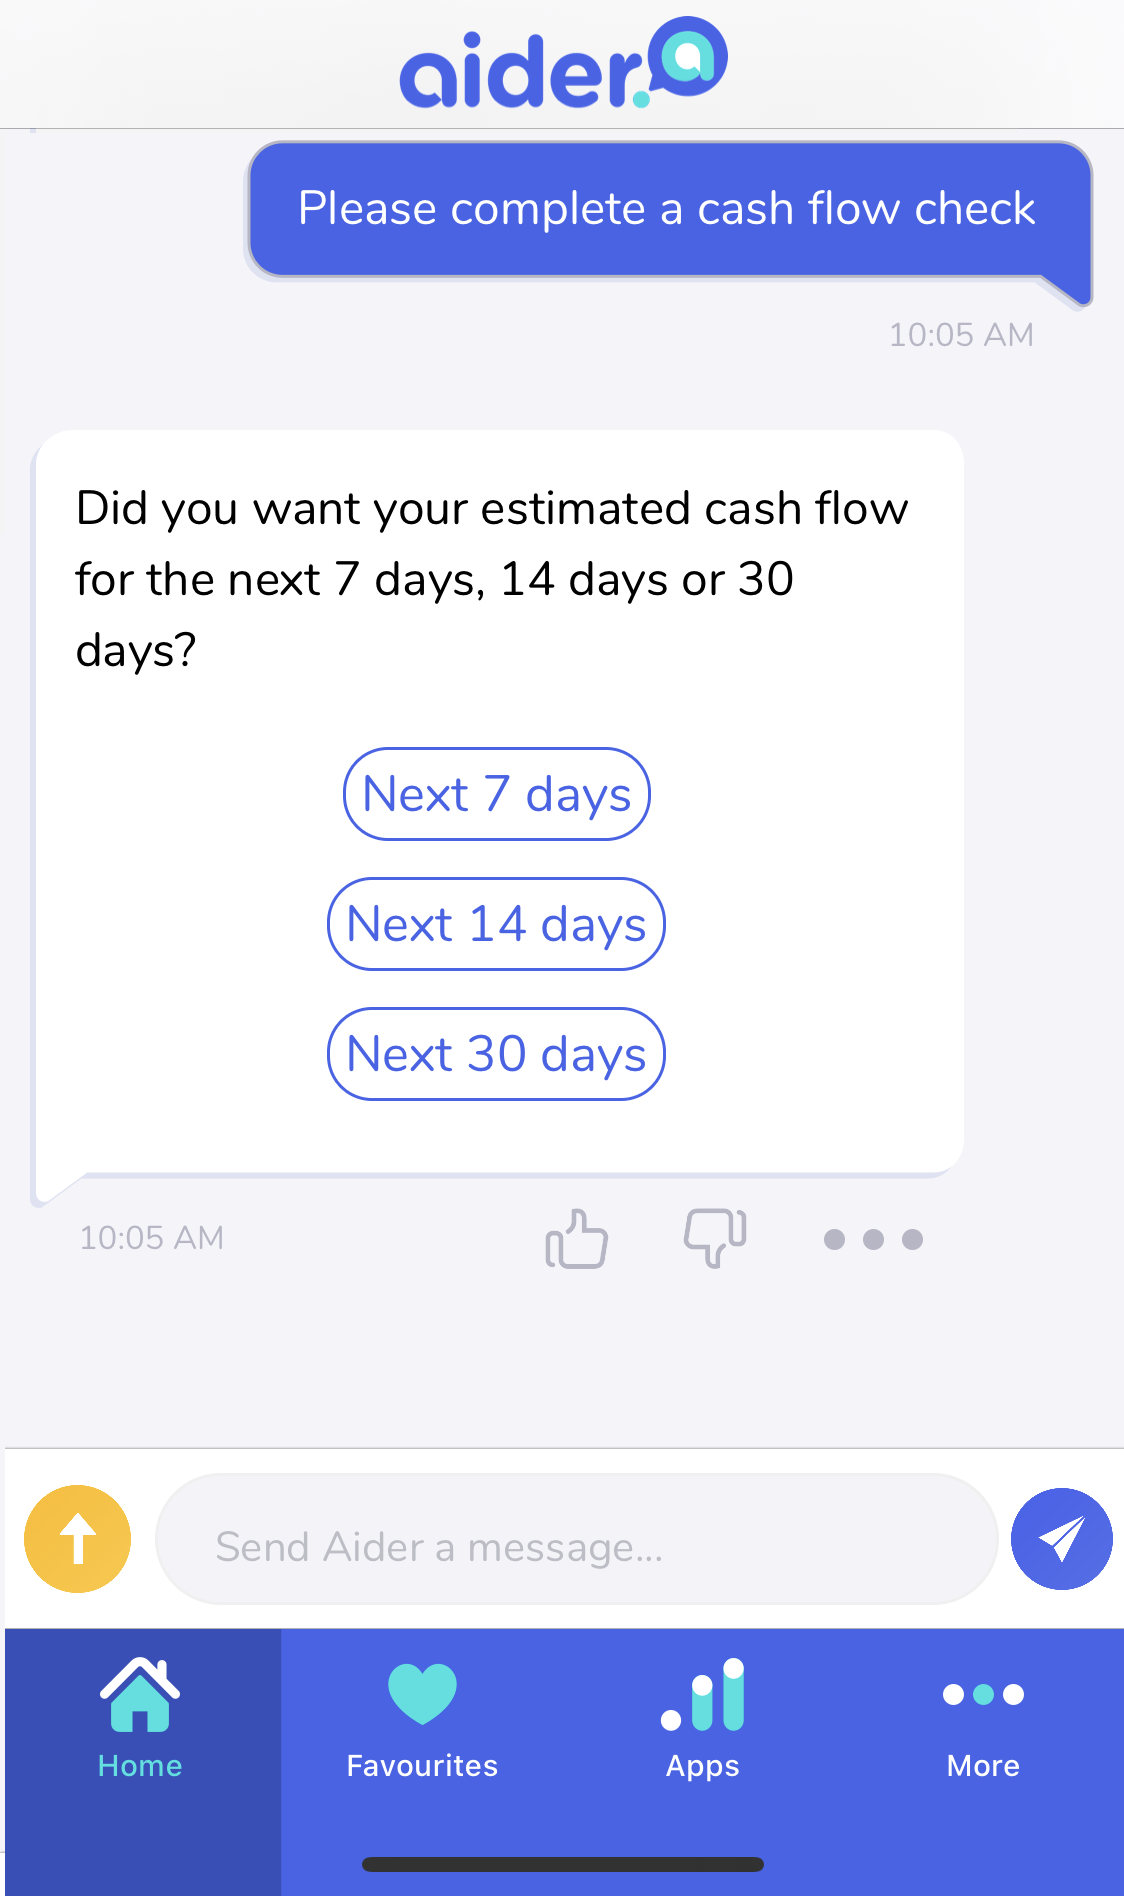 aider.
Please complete a cash flow check
10:05 AM
Did you want your estimated cash flow
for the next 7 days, 14 days or 30
days?
Next 7 days
Next 14 days
Next 30 days
10:05 AM
Send Aider a message...
Home
Favourites
Apps
More